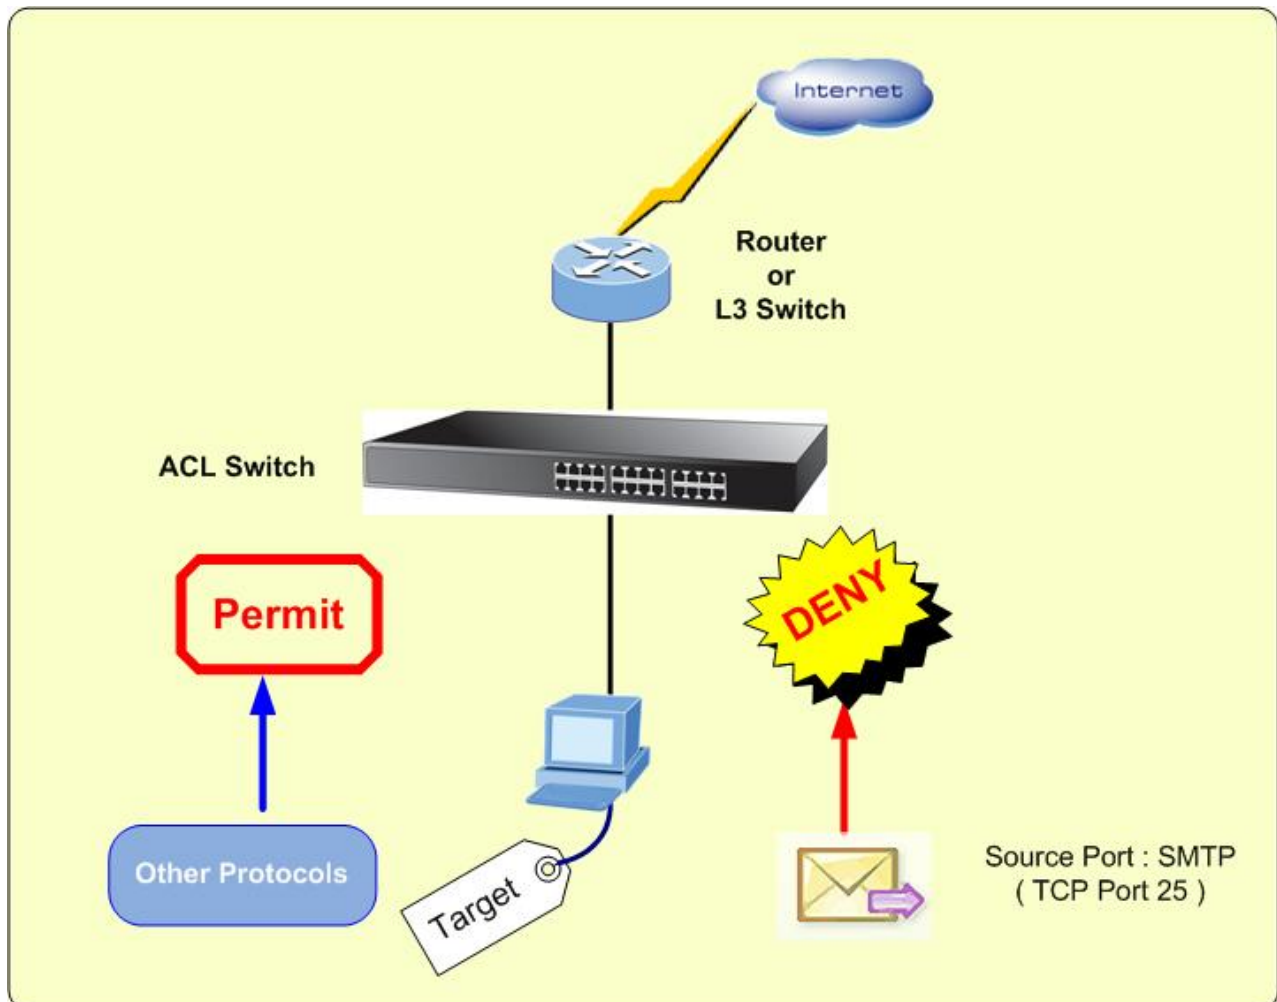 Internet
Router
or
L3 Switch
ACL Switch
Permit
DENY
Other Protocols
Target
Source Port : SMTP
( TCP Port 25 )